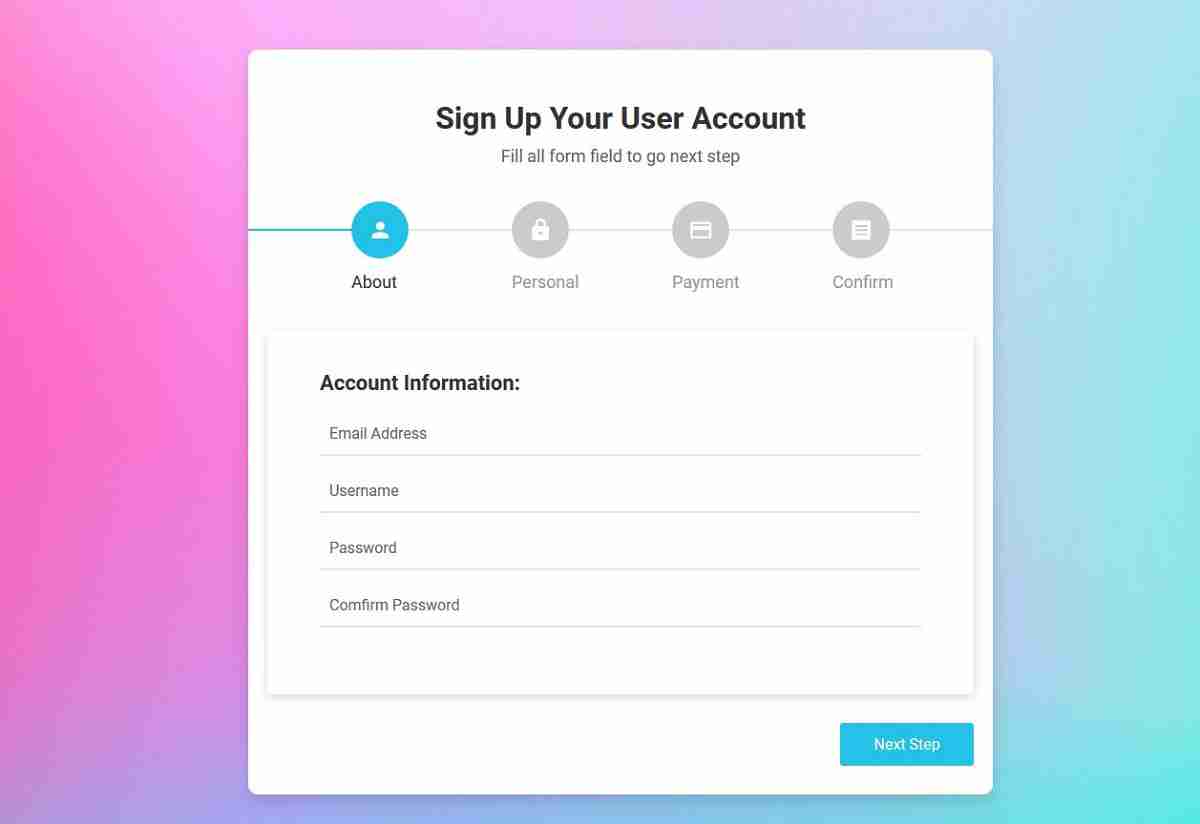 Sign Up Your User Account
Fill all form field to go next step
About Personal Payment Confirm
Account Information:
Email Address
Username
Password
Comfirm Password
Next Step